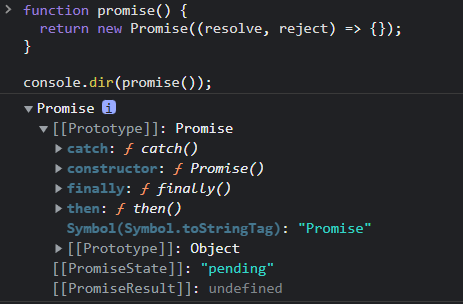 > function promise() {
  return new Promise((resolve, reject) => {});
}
console.dir(promise());
▼ Promise i
  ▼ [[Prototype]]: Promise
    ▶ catch: ƒ catch()
    ▶ constructor: ƒ Promise()
    ▶ finally: ƒ finally()
    ▶ then: ƒ then()
      Symbol(Symbol.toStringTag): "Promise"
    ▶ [[Prototype]]: Object
    [[PromiseState]]: "pending"
    [[PromiseResult]]: undefined